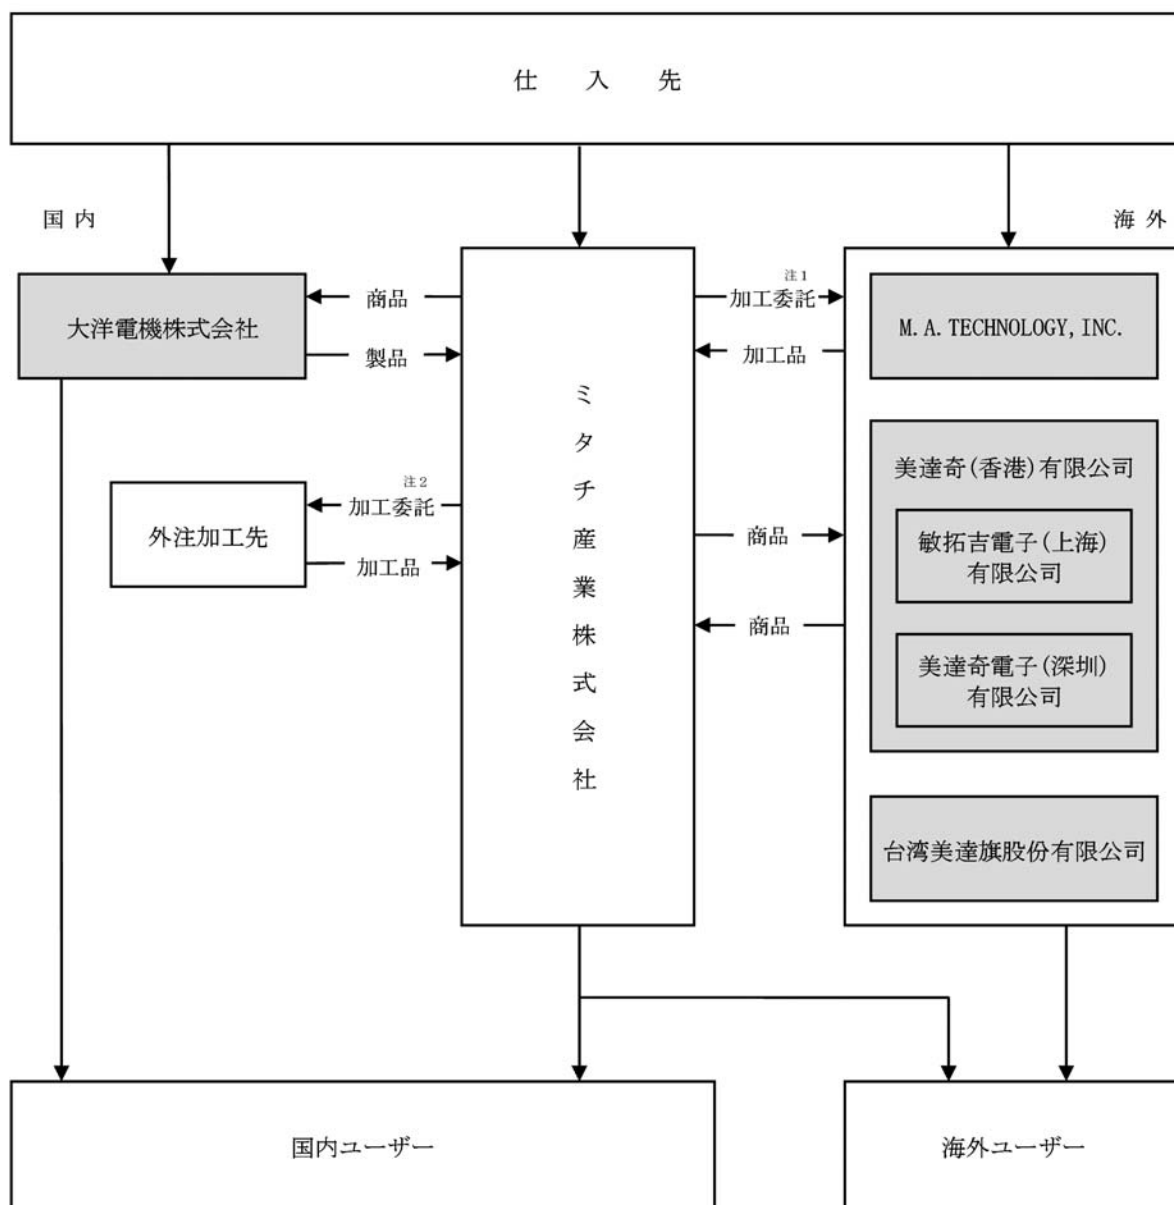 仕 入 先
国 内
海 外
大洋電機株式会社
商品
製品
注2
加工委託
加工品
外注加工先
ミタチ産業株式会社
注1
加工委託
加工品
商品
商品
M.A.TECHNOLOGY,INC.
美達奇(香港)有限公司
敏拓吉電子(上海)
有限公司
美達奇電子(深圳)
有限公司
台湾美達旗股份有限公司
国内ユーザー
海外ユーザー